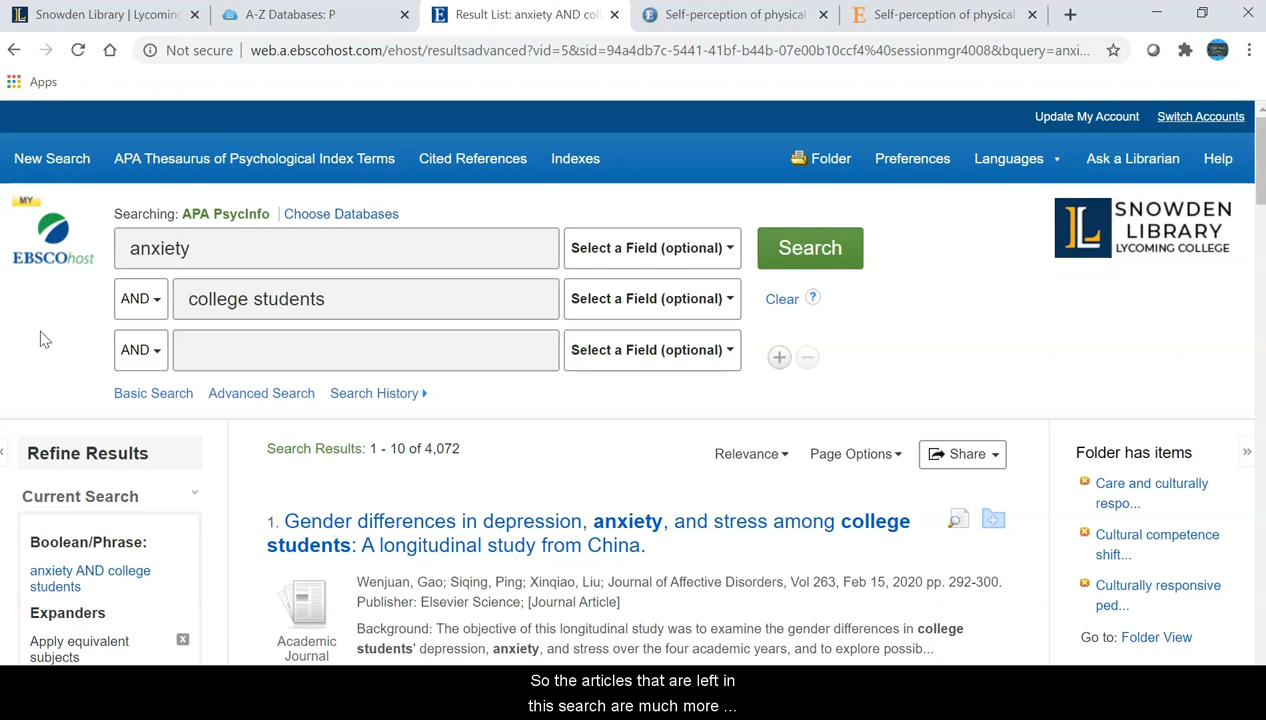 Snowden Library | Lycoming
A-Z Databases: P
Result List: anxiety AND coll
Self-perception of physical
Self-perception of physical
Not secure
web.a.ebscohost.com/ehost/resultsadvanced?vid=5&sid=94a4db7c-5441-41bf-b44b-07e00b10ccf4%40sessionmgr4008&bquery=anxi...
Apps
Update My Account
Switch Accounts
New Search
APA Thesaurus of Psychological Index Terms
Cited References
Indexes
Folder
Preferences
Languages
Ask a Librarian
Help
MY
EBSCOhost
Searching: APA PsycInfo
Choose Databases
anxiety
Select a Field (optional)
Search
AND
college students
Select a Field (optional)
Clear
?
AND
Select a Field (optional)
Basic Search
Advanced Search
Search History
L
SNOWDEN
LIBRARY
LYCOMING COLLEGE
Refine Results
Current Search
Boolean/Phrase:
anxiety AND college
students
Expanders
Apply equivalent
subjects
Search Results: 1 - 10 of 4,072
Relevance
Page Options
Share
1. Gender differences in depression, anxiety, and stress among college
students: A longitudinal study from China.
Academic
Journal
Wenjuan, Gao; Siqing, Ping; Xinqiao, Liu; Journal of Affective Disorders, Vol 263, Feb 15, 2020 pp. 292-300.
Publisher: Elsevier Science; [Journal Article]
Background: The objective of this longitudinal study was to examine the gender differences in college
students' depression, anxiety, and stress over the four academic years, and to explore possib...
Folder has items
Care and culturally
respo...
Cultural competence
shift...
Culturally responsive
ped...
Go to: Folder View
So the articles that are left in
this search are much more ...